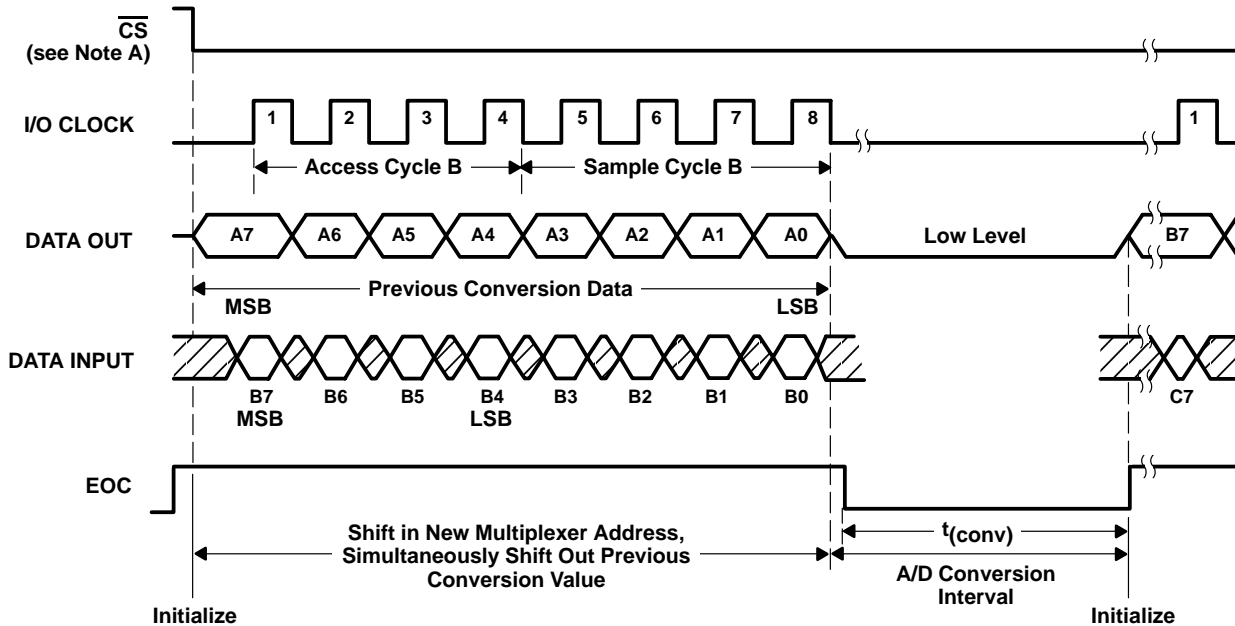 CS
(see Note A)
I/O CLOCK
1 2 3 4 5 6 7 8 1
Access Cycle B Sample Cycle B
DATA OUT
A7 A6 A5 A4 A3 A2 A1 A0 Low Level B7
Previous Conversion Data
MSB LSB
DATA INPUT
B7 B6 B5 B4 B3 B2 B1 B0 C7
MSB LSB
EOC
Shift in New Multiplexer Address,
Simultaneously Shift Out Previous
Conversion Value
t(conv)
A/D Conversion
Interval
Initialize Initialize